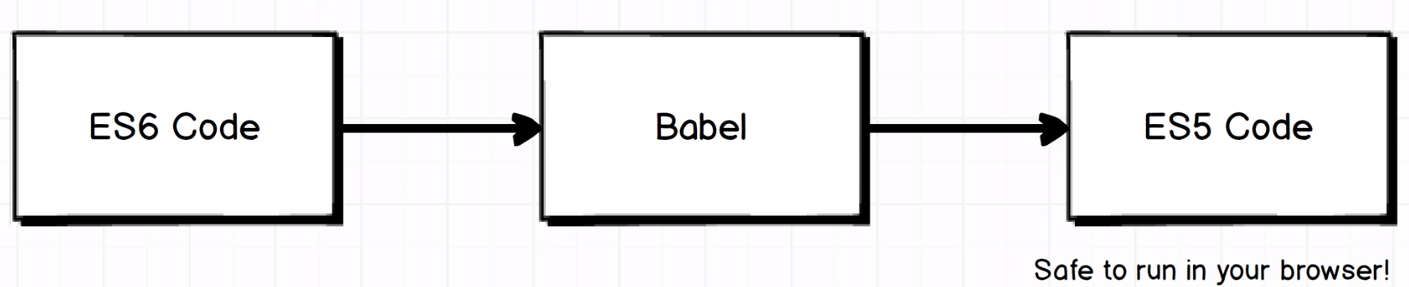 ES6 Code
Babel
ES5 Code
Safe to run in your browser!